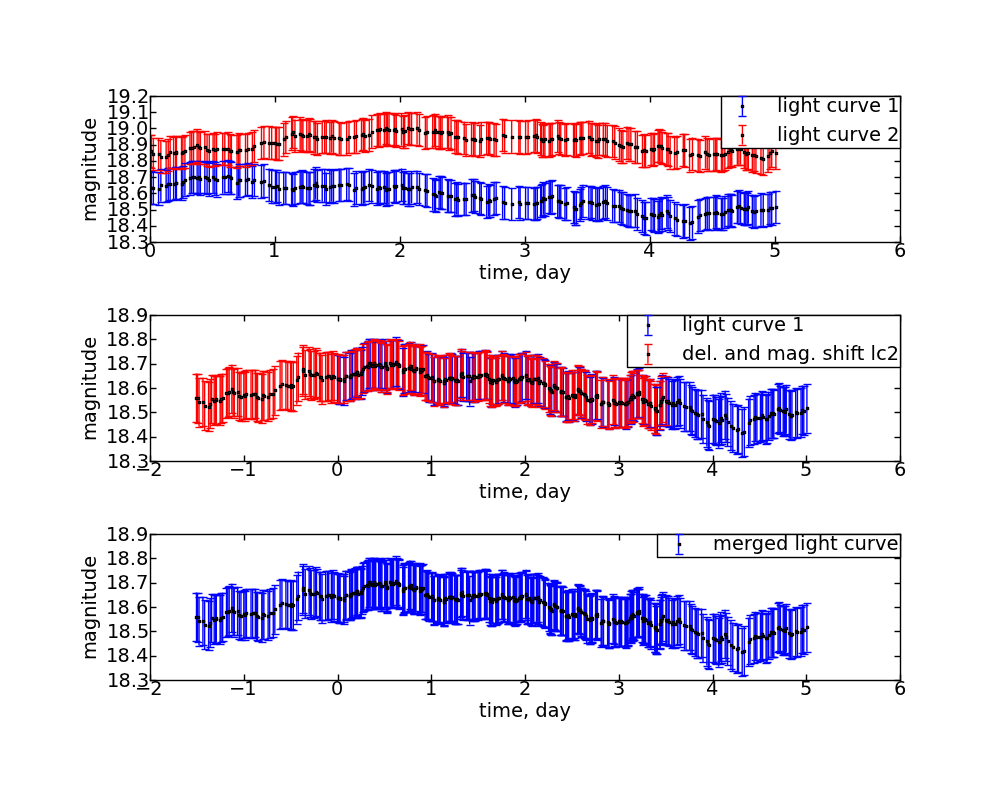 19.2
19.1
19.0
18.9
18.8
18.7
18.6
18.5
18.4
18.3
magnitude
light curve 1
light curve 2
0 1 2 3 4 5 6
time, day
18.9
18.8
18.7
18.6
18.5
18.4
18.3
magnitude
light curve 1
del. and mag. shift lc2
−2 −1 0 1 2 3 4 5 6
time, day
18.9
18.8
18.7
18.6
18.5
18.4
18.3
magnitude
merged light curve
−2 −1 0 1 2 3 4 5 6
time, day